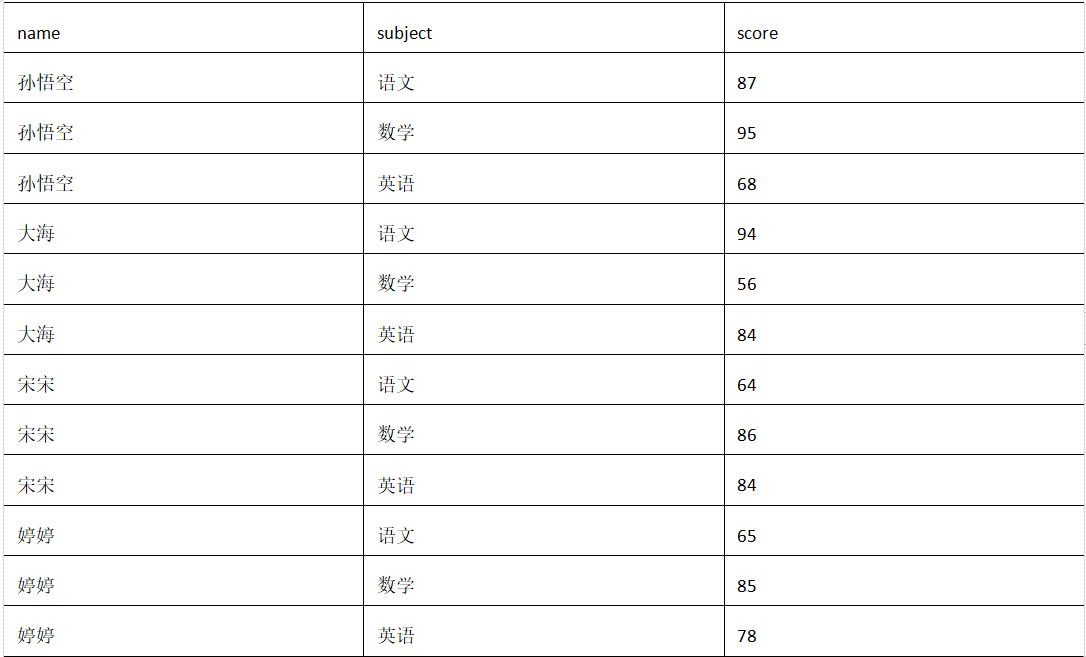 name subject score
孙悟空 语文 87
孙悟空 数学 95
孙悟空 英语 68
大海 语文 94
大海 数学 56
大海 英语 84
宋宋 语文 64
宋宋 数学 86
宋宋 英语 84
婷婷 语文 65
婷婷 数学 85
婷婷 英语 78